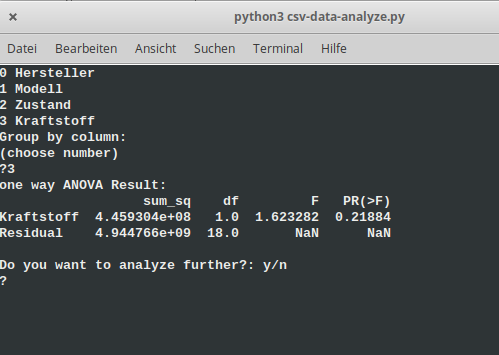 python3 csv-data-analyze.py
Datei Bearbeiten Ansicht Suchen Terminal Hilfe
0 Hersteller
1 Modell
2 Zustand
3 Kraftstoff
Group by column:
(choose number)
?3
one way ANOVA Result:
sum_sq df F PR(>F)
Kraftstoff 4.459304e+08 1.0 1.623282 0.21884
Residual 4.944766e+09 18.0 NaN NaN
Do you want to analyze further?: y/n
?